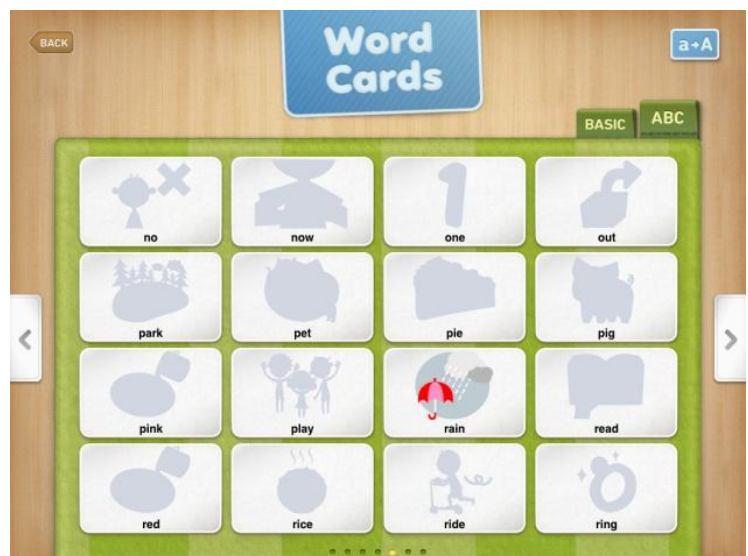 BACK
Word
Cards
a→A
BASIC ABC
no now one out
park pet pie pig
pink play rain read
red rice ride ring